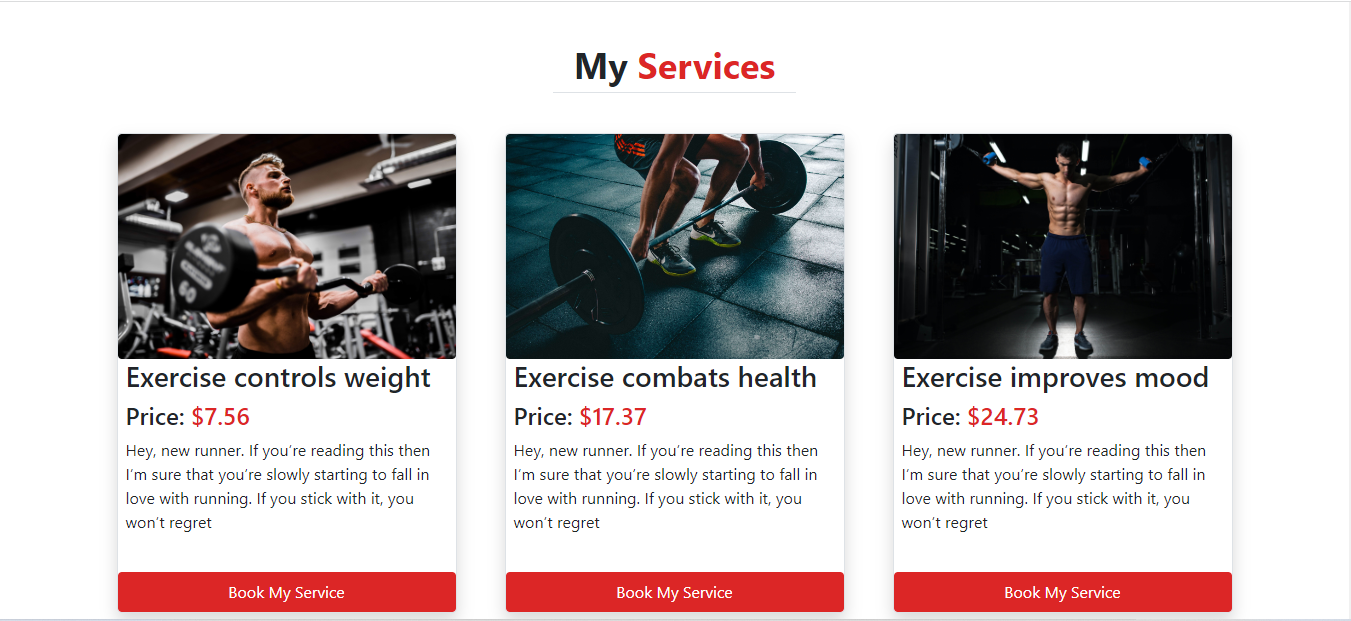 My Services
60
Exercise controls weight
Price: $7.56
Hey, new runner. If you’re reading this then
I’m sure that you’re slowly starting to fall in
love with running. If you stick with it, you
won’t regret
Book My Service
Exercise combats health
Price: $17.37
Hey, new runner. If you’re reading this then
I’m sure that you’re slowly starting to fall in
love with running. If you stick with it, you
won’t regret
Book My Service
Exercise improves mood
Price: $24.73
Hey, new runner. If you’re reading this then
I’m sure that you’re slowly starting to fall in
love with running. If you stick with it, you
won’t regret
Book My Service